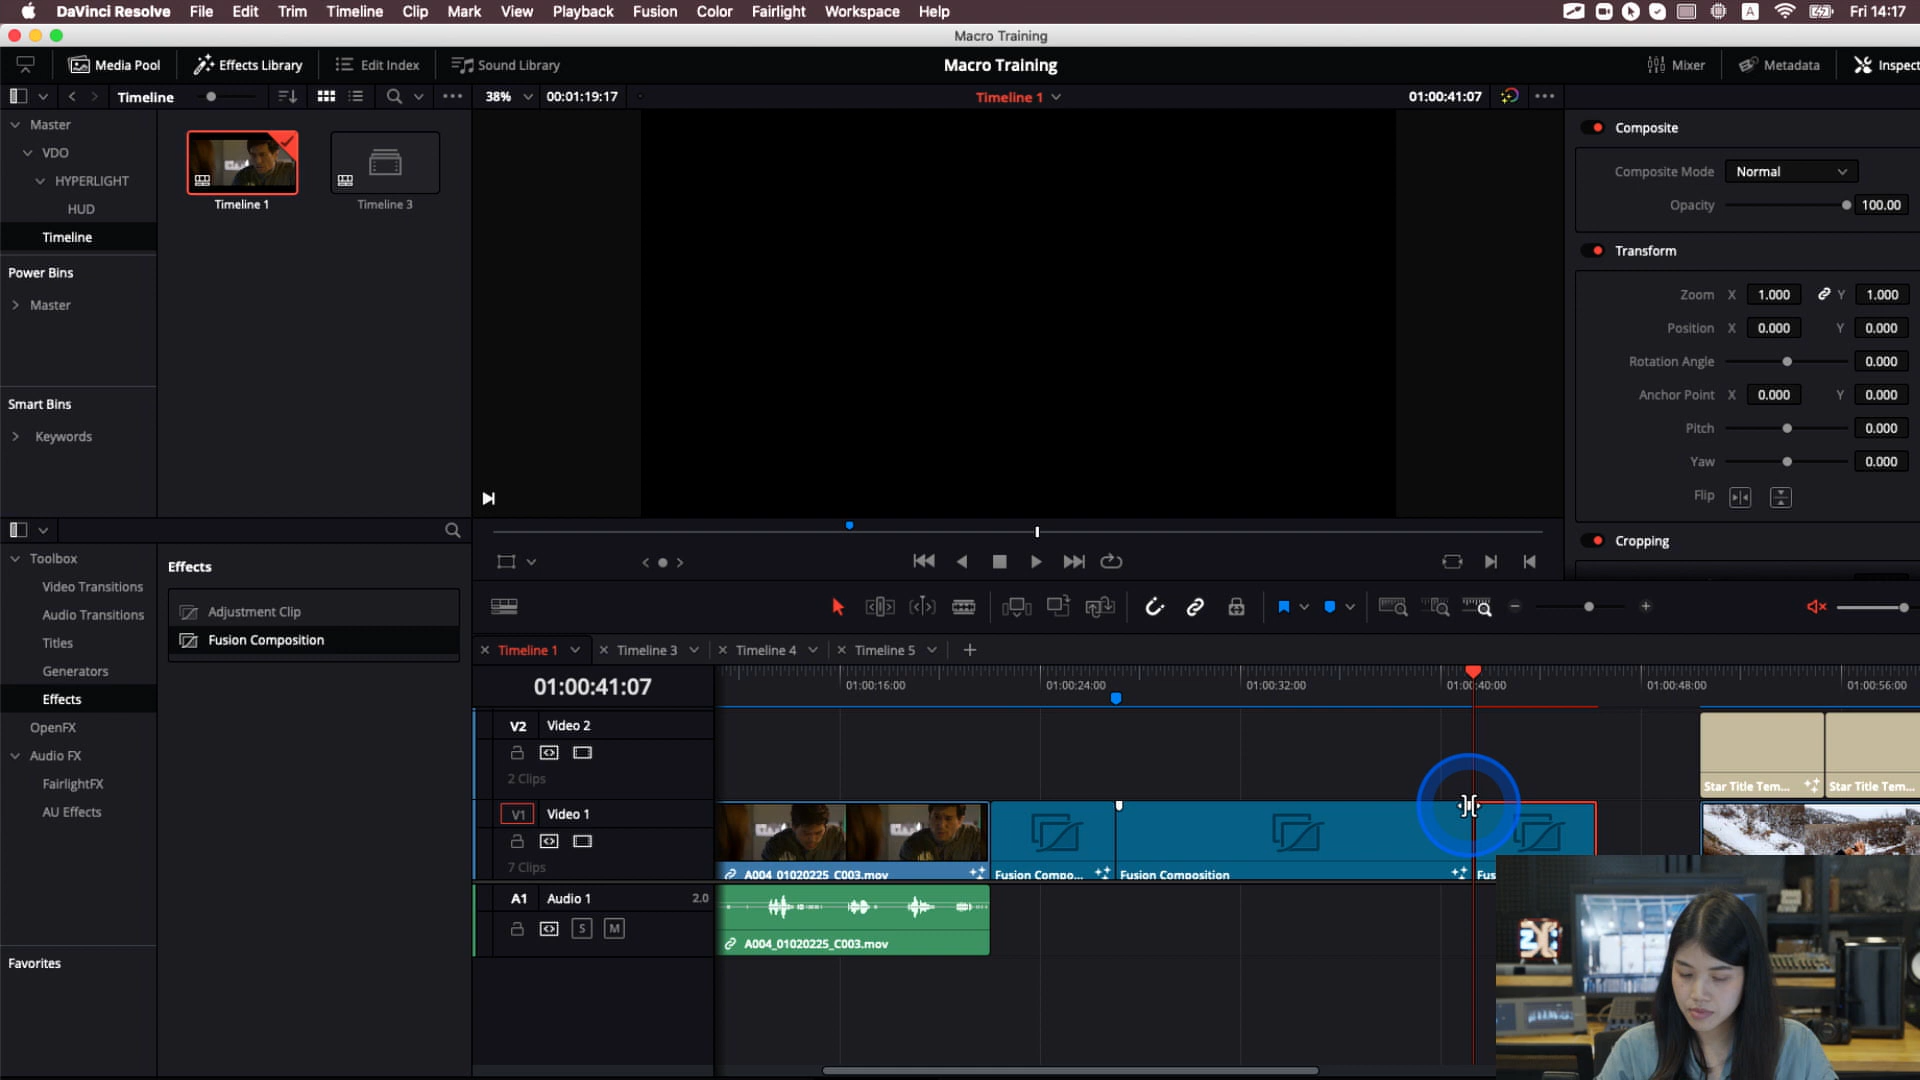 DaVinci Resolve File Edit Trim Timeline Clip Mark View Playback Fusion Color Fairlight Workspace Help A Fri 14:17
Macro Training
Media Pool Effects Library Edit Index Sound Library Macro Training Mixer Metadata Inspect
Timeline 38% 00:01:19:17 Timeline 1 01:00:41:07
Master
VDO
HYPERLIGHT
HUD
Timeline
Timeline 1
Timeline 3
Power Bins
Master
Smart Bins
Keywords
Composite
Composite Mode Normal
Opacity 100.00
Transform
Zoom X 1.000 Y 1.000
Position X 0.000 Y 0.000
Rotation Angle 0.000
Anchor Point X 0.000 Y 0.000
Pitch 0.000
Yaw 0.000
Flip
Cropping
Toolbox
Video Transitions
Audio Transitions
Titles
Generators
Effects
OpenFX
Audio FX
FairlightFX
AU Effects
Favorites
Effects
Adjustment Clip
Fusion Composition
Timeline 1 Timeline 3 Timeline 4 Timeline 5
01:00:41:07
01:00:16:00 01:00:24:00 01:00:32:00 01:00:40:00 01:00:48:00 01:00:56:00
V2 Video 2
2 Clips
Star Title Tem... Star Title Tem...
V1 Video 1
7 Clips
A004_01020225_C003.mov Fusion Compo... Fusion Composition Fus
A1 Audio 1 2.0
S M
A004_01020225_C003.mov